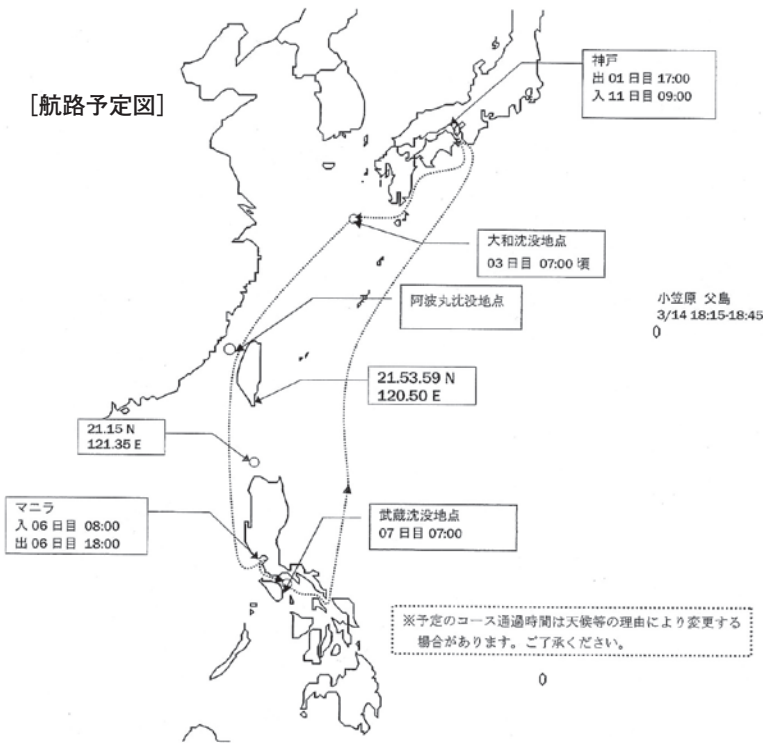 [航路予定図]
神戸
出 01 日目 17:00
入 11 日目 09:00
大和沈没地点
03 日目 07:00 頃
阿波丸沈没地点
小笠原 父島
3/14 18:15-18:45
21.53.59 N
120.50 E
21.15 N
121.35 E
マニラ
入 06 日目 08:00
出 06 日目 18:00
武蔵沈没地点
07 日目 07:00
※予定のコース通過時間は天候等の理由により変更する
場合があります。ご了承ください。